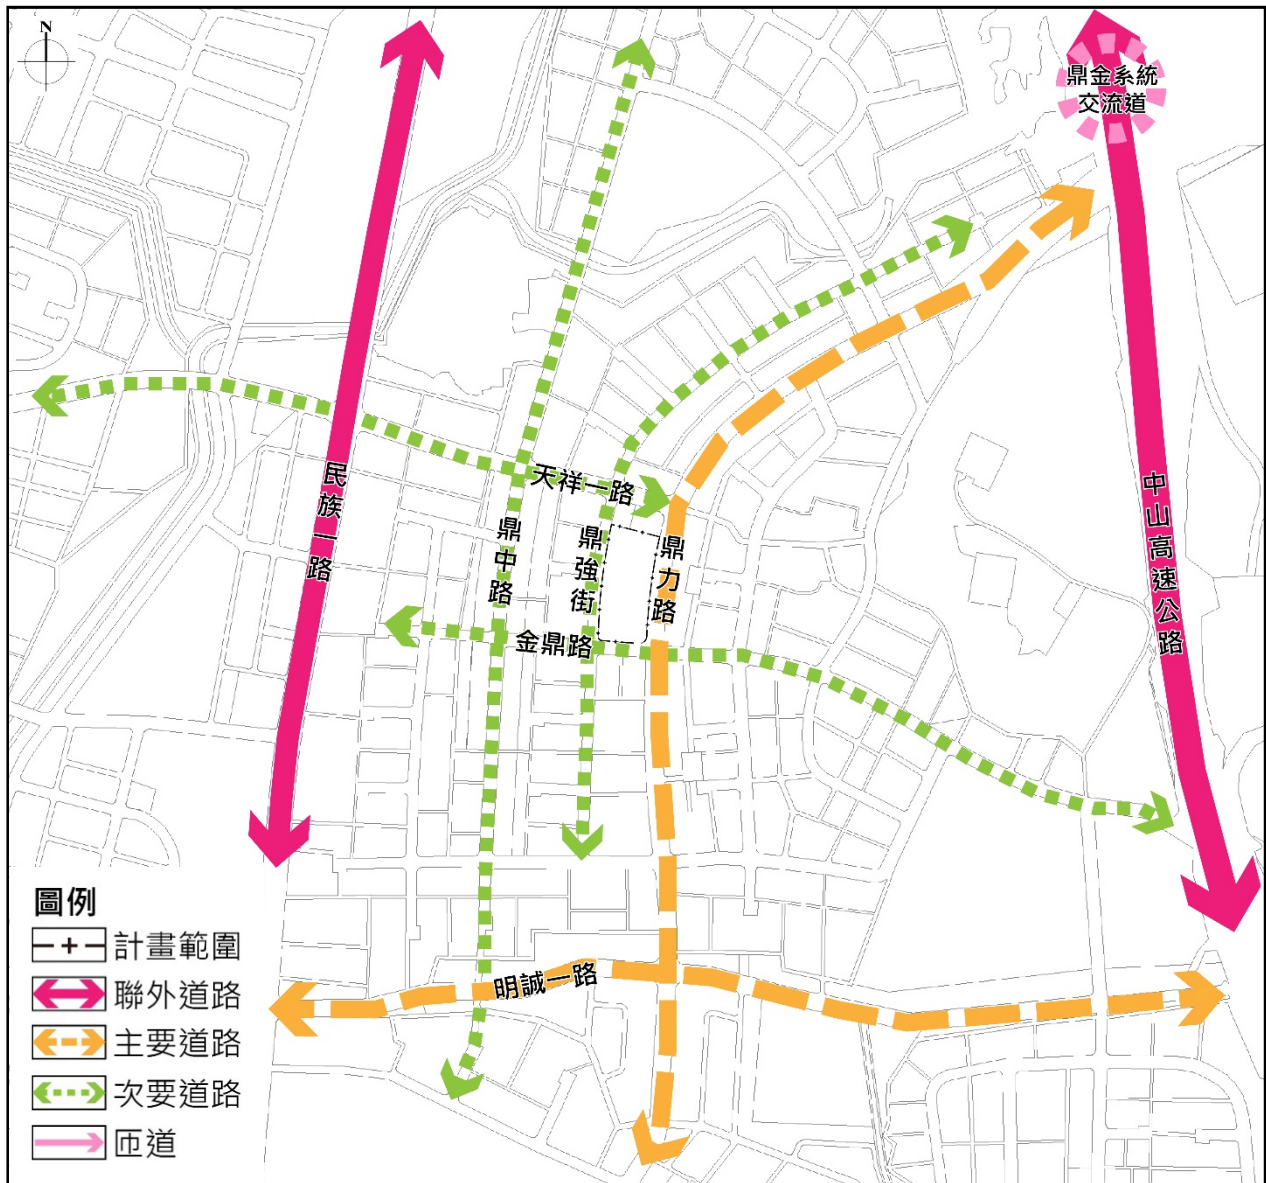 N
鼎金系統
交流道
天祥一路
民族一路
鼎中路
鼎強街
鼎力路
中山高速公路
金鼎路
明誠一路
圖例
計畫範圍
聯外道路
主要道路
次要道路
匝道